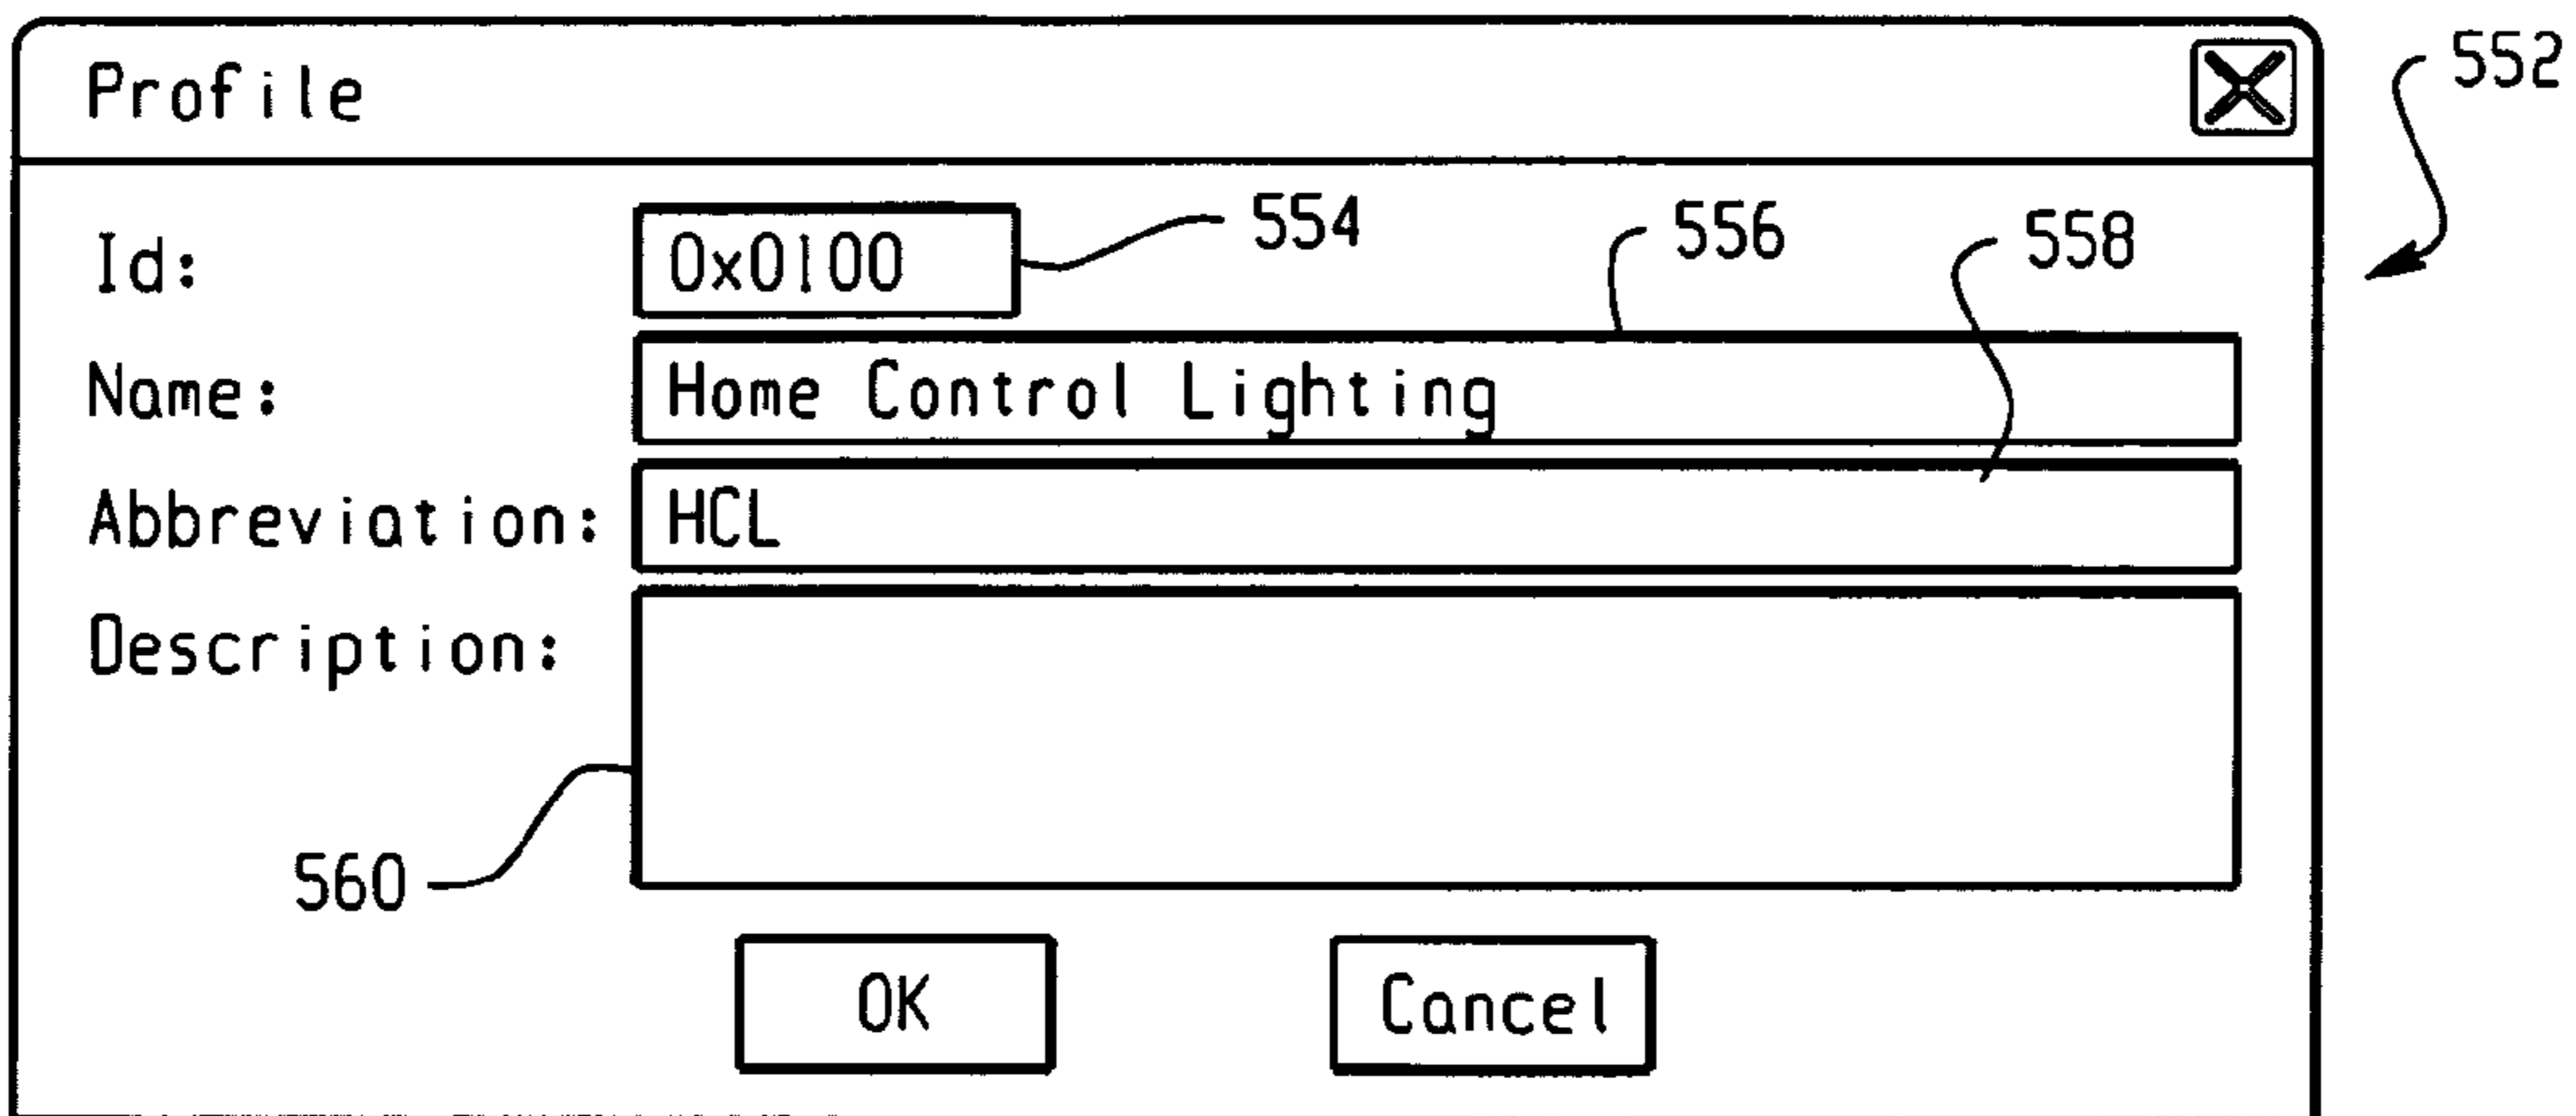 Profile
552
Id: 0x0100 554 556 558
Name: Home Control Lighting
Abbreviation: HCL
Description:
560
OK Cancel